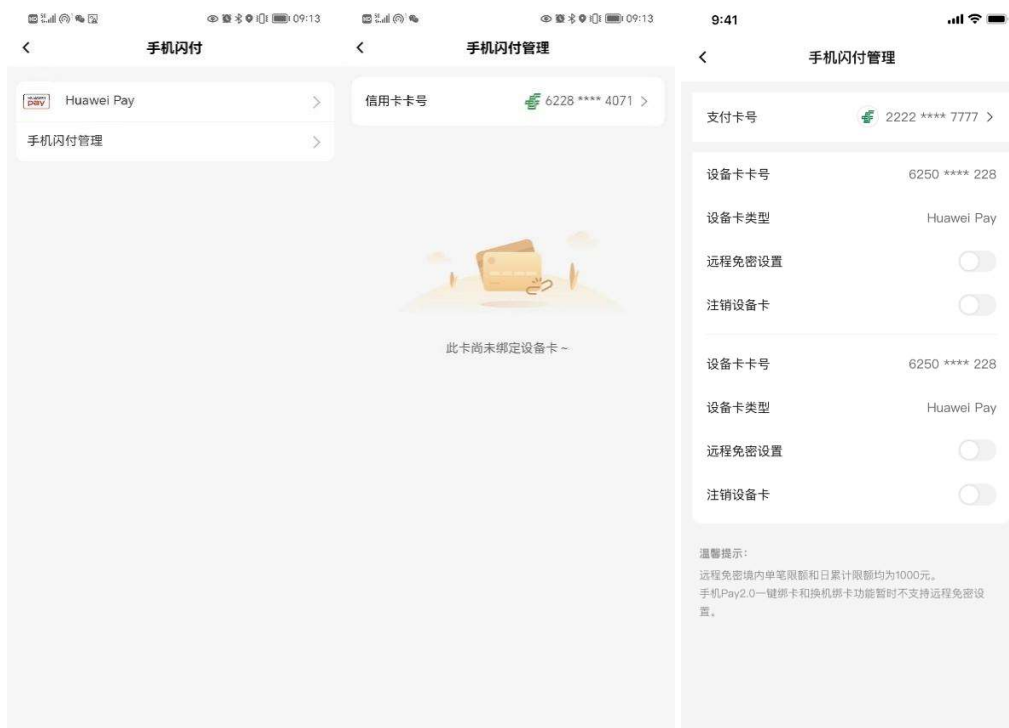 09:13
手机闪付
HUAWEI
pay
Huawei Pay
手机闪付管理
09:13
手机闪付管理
信用卡卡号
6228 **** 4071
此卡尚未绑定设备卡~
9:41
手机闪付管理
支付卡号
2222 **** 7777
设备卡卡号
6250 **** 228
设备卡类型
Huawei Pay
远程免密设置
注销设备卡
设备卡卡号
6250 **** 228
设备卡类型
Huawei Pay
远程免密设置
注销设备卡
温馨提示:
远程免密境内单笔限额和日累计限额均为1000元。
手机Pay2.0一键绑卡和换机绑卡功能暂时不支持远程免密设
置。